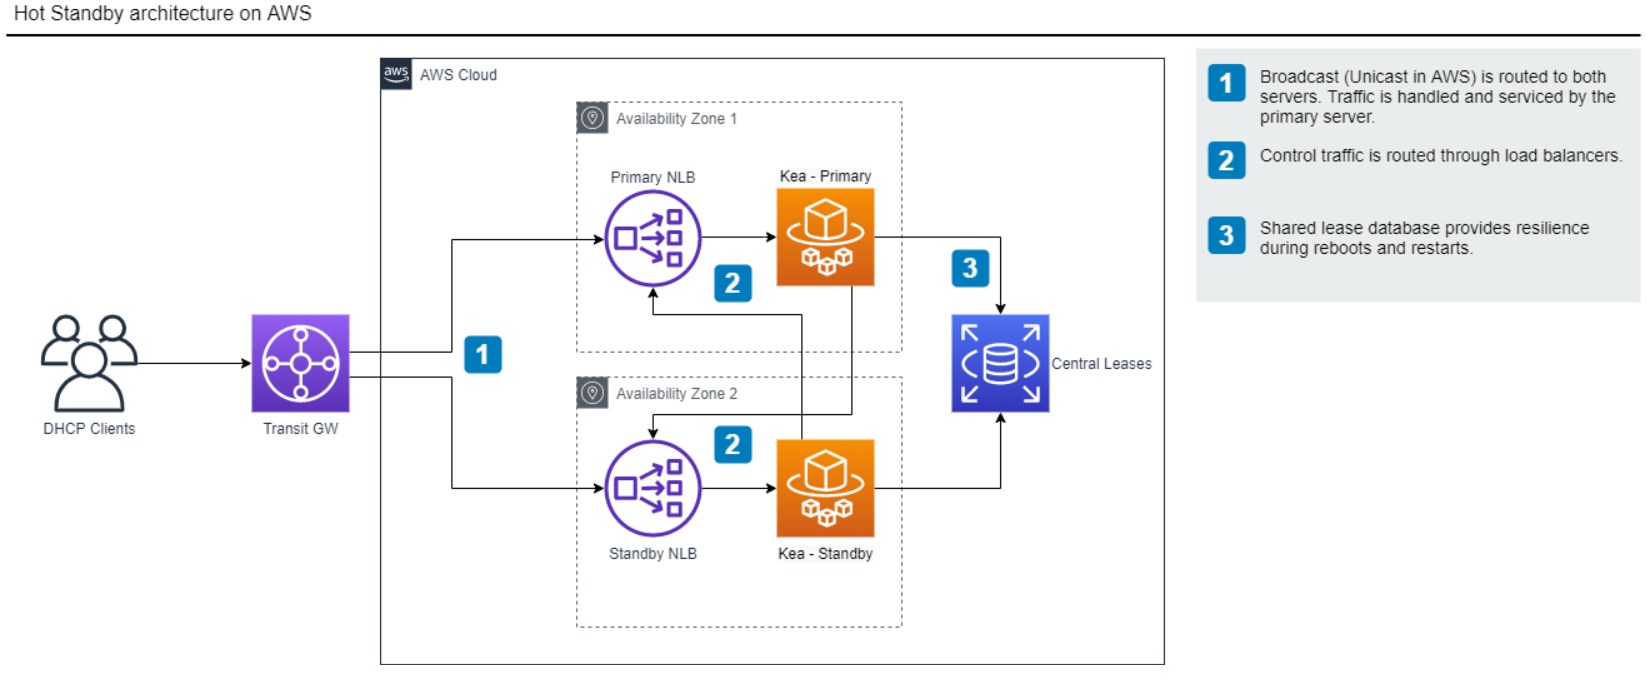 Hot Standby architecture on AWS
aws
AWS Cloud
Availability Zone 1
Primary NLB
Kea - Primary
2
3
1
DHCP Clients
Transit GW
Central Leases
Availability Zone 2
2
Standby NLB
Kea - Standby
1
Broadcast (Unicast in AWS) is routed to both
servers. Traffic is handled and serviced by the
primary server.
2
Control traffic is routed through load balancers.
3
Shared lease database provides resilience
during reboots and restarts.